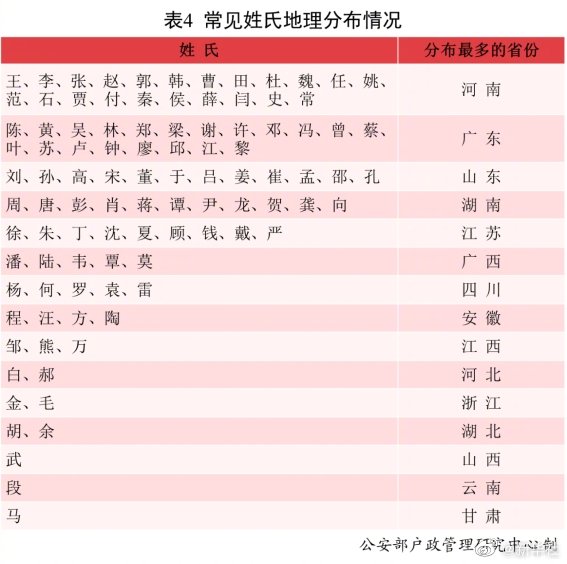 表4 常见姓氏地理分布情况
姓 氏 分布最多的省份
王、李、张、赵、郭、韩、曹、田、杜、魏、任、姚、
范、石、贾、付、秦、侯、薛、闫、史、常
河 南
陈、黄、吴、林、郑、梁、谢、许、邓、冯、曾、蔡、
叶、苏、卢、钟、廖、邱、江、黎
广 东
刘、孙、高、宋、董、于、吕、姜、崔、孟、邵、孔 山 东
周、唐、彭、肖、蒋、谭、尹、龙、贺、龚、向 湖 南
徐、朱、丁、沈、夏、顾、钱、戴、严 江 苏
潘、陆、韦、覃、莫 广 西
杨、何、罗、袁、雷 四 川
程、汪、方、陶 安 徽
邹、熊、万 江 西
白、郝 河 北
金、毛 浙 江
胡、余 湖 北
武 山 西
段 云 南
马 甘 肃
公安部户政管理研究中心制